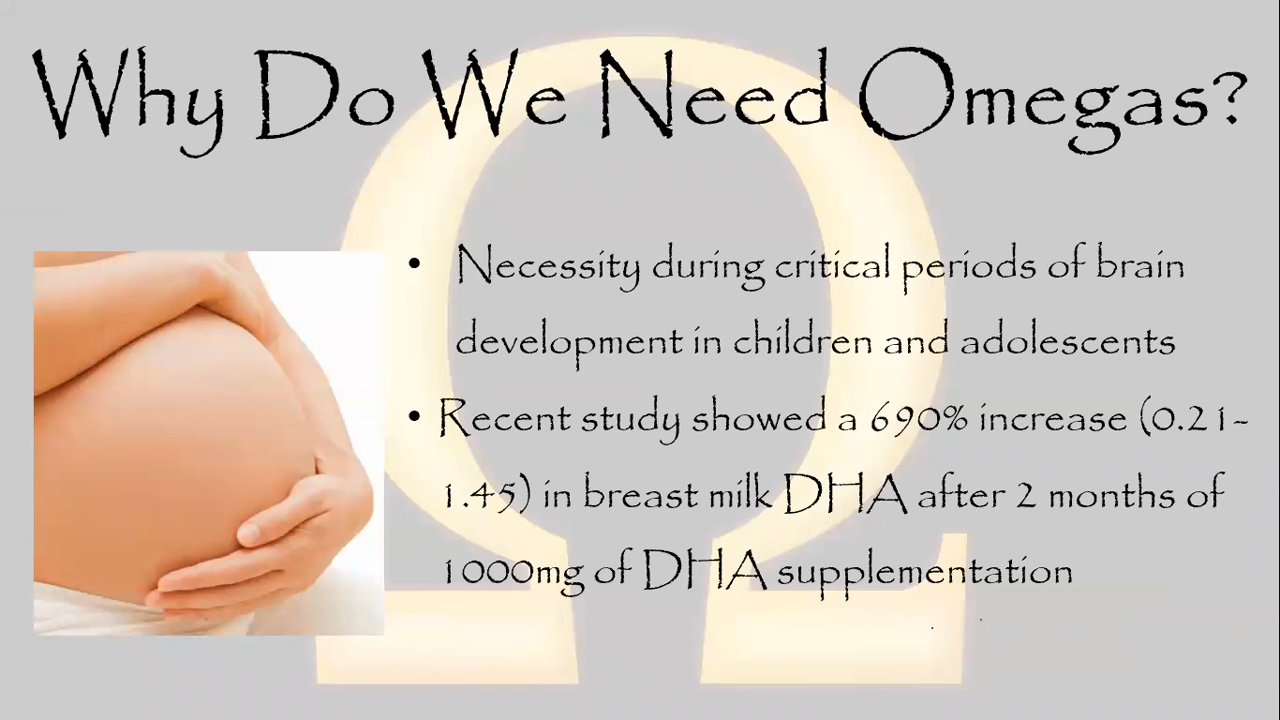 Why Do We Need Omegas?
• Necessity during critical periods of brain
development in children and adolescents
• Recent study showed a 690% increase (0.21-
1.45) in breast milk DHA after 2 months of
1000mg of DHA supplementation